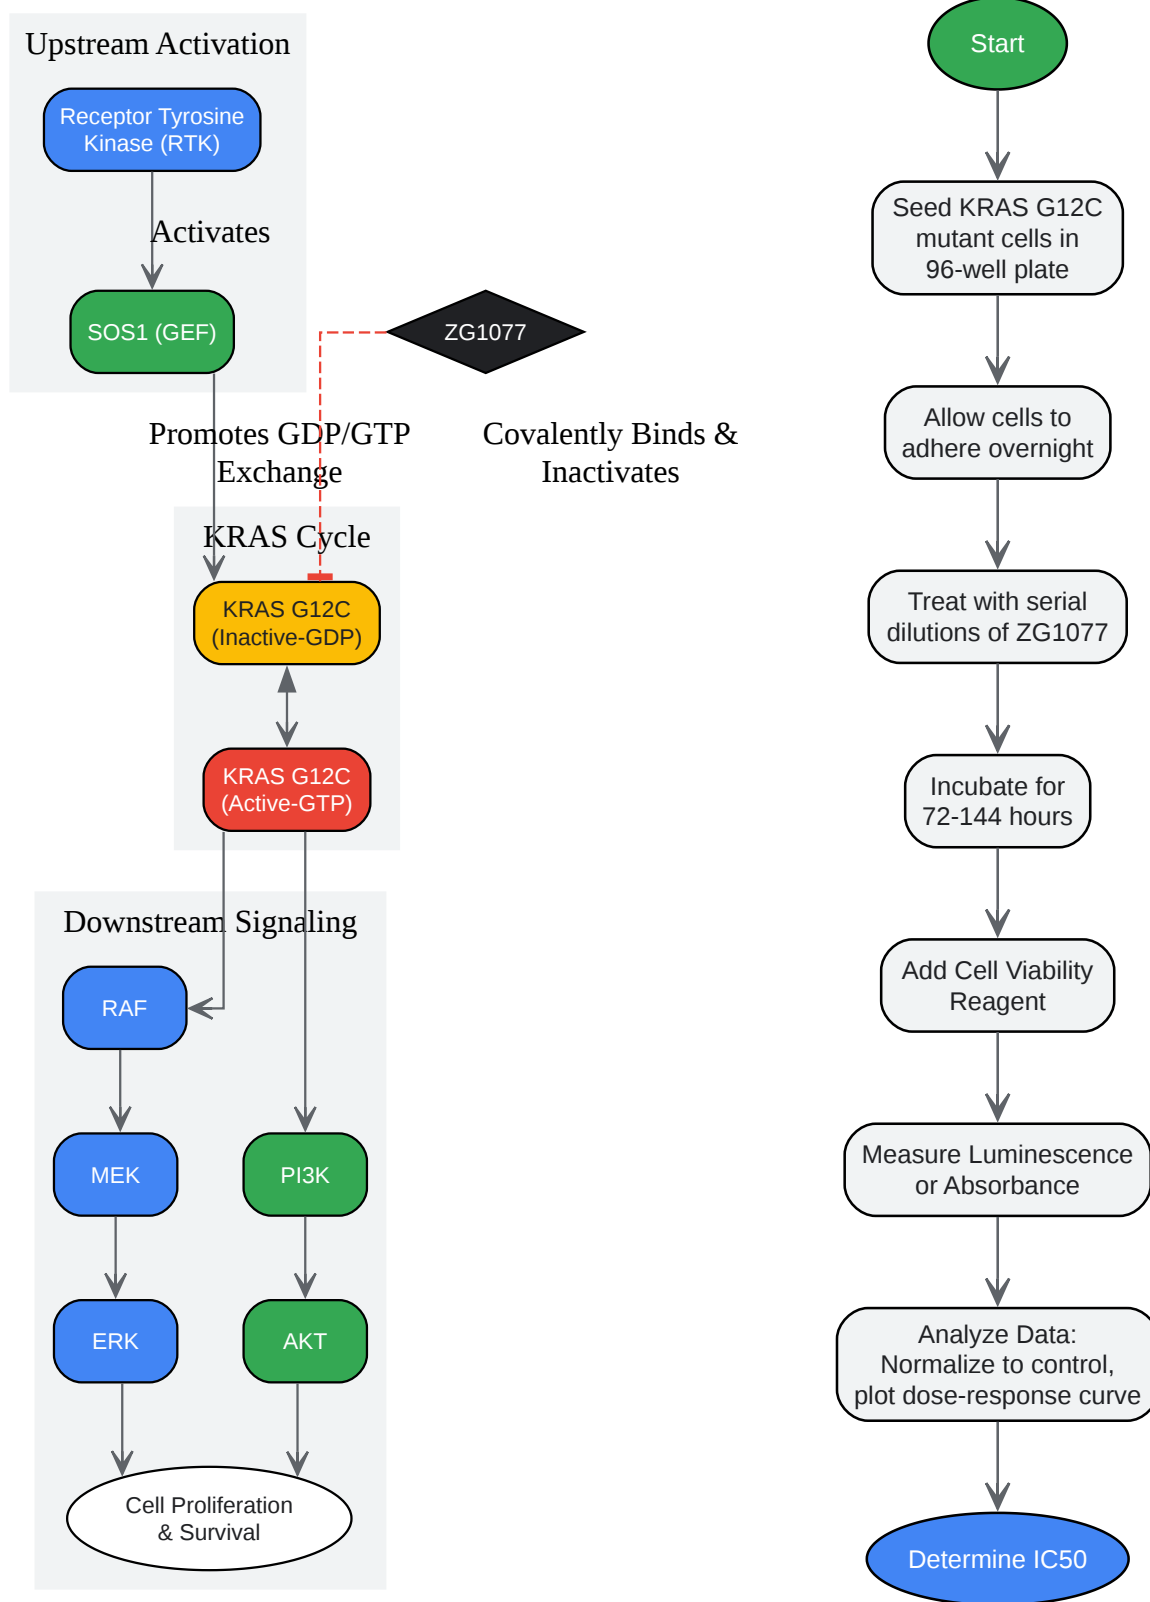 Upstream Activation
Receptor Tyrosine
Kinase (RTK)
Activates
SOS1 (GEF)
ZG1077
Promotes GDP/GTP
Exchange
Covalently Binds &
Inactivates
KRAS Cycle
KRAS G12C
(Inactive-GDP)
KRAS G12C
(Active-GTP)
Downstream Signaling
RAF
MEK
PI3K
ERK
AKT
Cell Proliferation
& Survival
Start
Seed KRAS G12C
mutant cells in
96-well plate
Allow cells to
adhere overnight
Treat with serial
dilutions of ZG1077
Incubate for
72-144 hours
Add Cell Viability
Reagent
Measure Luminescence
or Absorbance
Analyze Data:
Normalize to control,
plot dose-response curve
Determine IC50